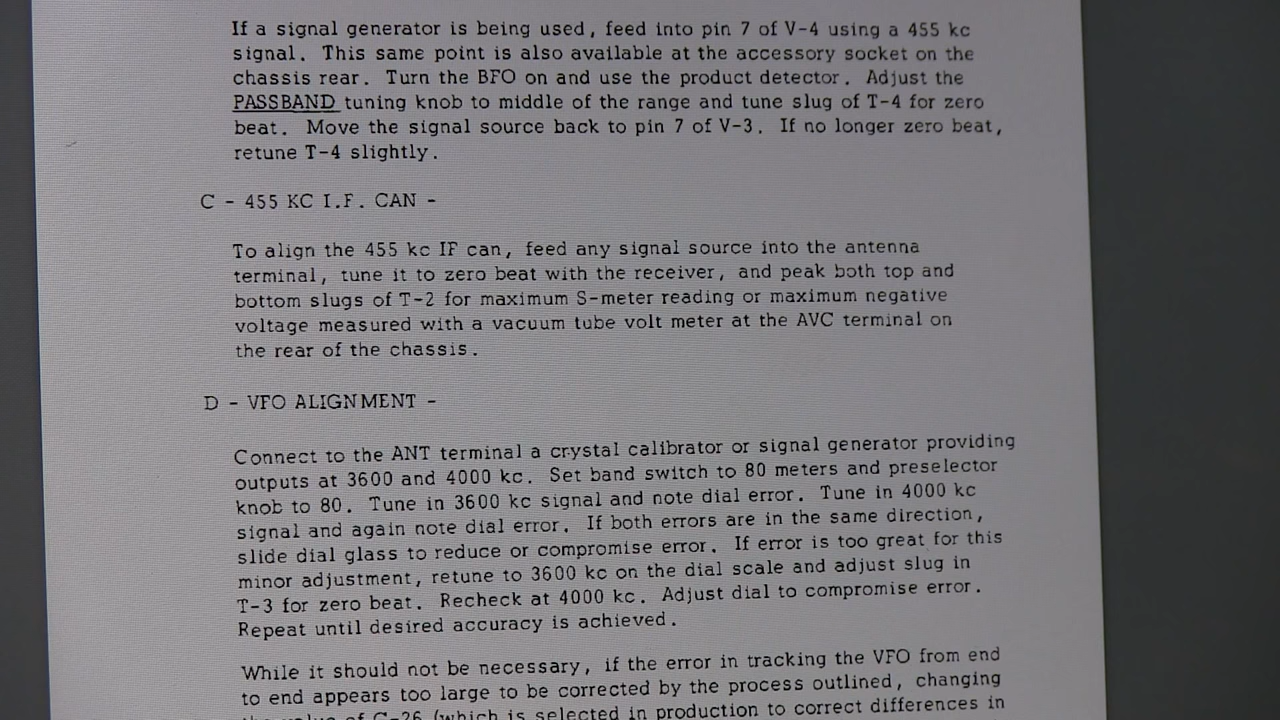 If a signal generator is being used, feed into pin 7 of V-4 using a 455 kc
signal. This same point is also available at the accessory socket on the
chassis rear. Turn the BFO on and use the product detector. Adjust the
PASSBAND tuning knob to middle of the range and tune slug of T-4 for zero
beat. Move the signal source back to pin 7 of V-3. If no longer zero beat,
retune T-4 slightly.
C - 455 KC I.F. CAN -
To align the 455 kc IF can, feed any signal source into the antenna
terminal, tune it to zero beat with the receiver, and peak both top and
bottom slugs of T-2 for maximum S-meter reading or maximum negative
voltage measured with a vacuum tube volt meter at the AVC terminal on
the rear of the chassis.
D - VFO ALIGNMENT -
Connect to the ANT terminal a crystal calibrator or signal generator providing
outputs at 3600 and 4000 kc. Set band switch to 80 meters and preselector
knob to 80. Tune in 3600 kc signal and note dial error. Tune in 4000 kc
signal and again note dial error. If both errors are in the same direction,
slide dial glass to reduce or compromise error. If error is too great for this
minor adjustment, retune to 3600 kc on the dial scale and adjust slug in
T-3 for zero beat. Recheck at 4000 kc. Adjust dial to compromise error.
Repeat until desired accuracy is achieved.
While it should not be necessary, if the error in tracking the VFO from end
to end appears too large to be corrected by the process outlined, changing
the value of C-26 (which is selected in production to correct differences in